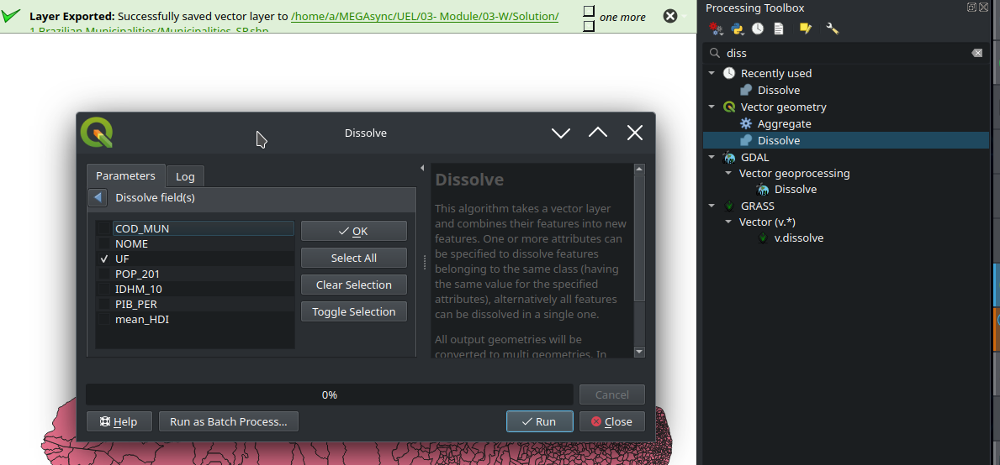 Layer Exported: Successfully saved vector layer to /home/a/MEGAsync/UEL/03- Module/03-W/Solution/
1 Brazilian Municipalities/Municipalities_SP.shp
one more
Dissolve
Parameters
Log
Dissolve field(s)
COD_MUN
NOME
UF
POP_201
IDHM_10
PIB_PER
mean_HDI
OK
Select All
Clear Selection
Toggle Selection
Dissolve
This algorithm takes a vector layer
and combines their features into new
features. One or more attributes can
be specified to dissolve features
belonging to the same class (having
the same value for the specified
attributes), alternatively all features
can be dissolved in a single one.
All output geometries will be
converted to multi geometries. In
0%
Cancel
Help
Run as Batch Process...
Run
Close
Processing Toolbox
diss
Recently used
Dissolve
Vector geometry
Aggregate
Dissolve
GDAL
Vector geoprocessing
Dissolve
GRASS
Vector (v.*)
v.dissolve